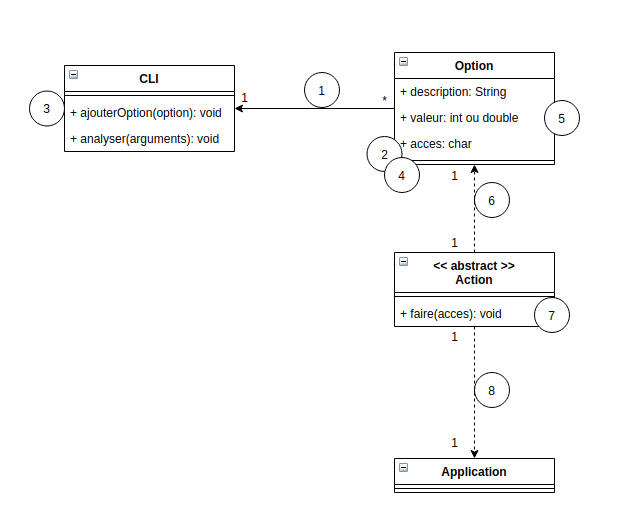 CLI
+ ajouterOption(option): void
+ analyser(arguments): void
3
1
1
*
Option
+ description: String
+ valeur: int ou double
+ acces: char
5
2
4
1
6
1
<< abstract >>
Action
+ faire(acces): void
7
1
8
1
Application